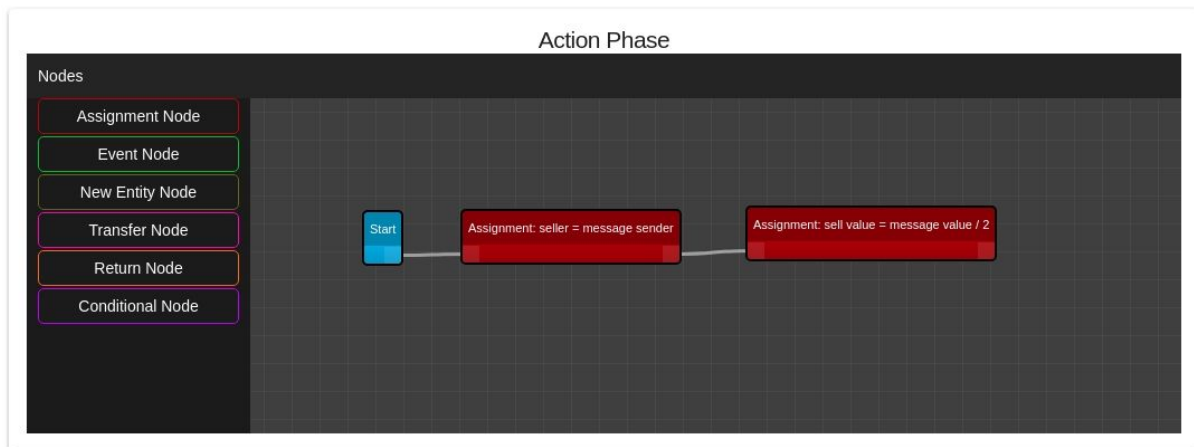 Action Phase
Nodes
Assignment Node
Event Node
New Entity Node
Transfer Node
Return Node
Conditional Node
Start
Assignment: seller = message sender
Assignment: sell value = message value / 2